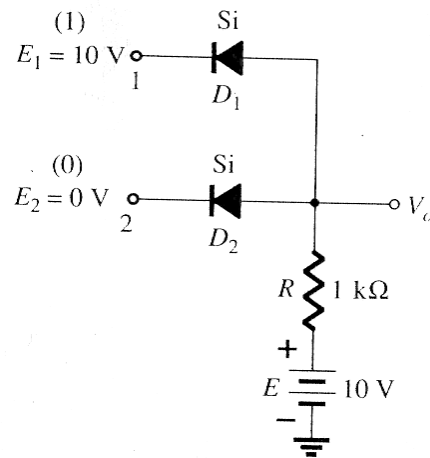 (1)
Si
E₁ = 10 V
1
D₁
(0)
Si
E₂ = 0 V
2
D₂
Vₒ
R
1 kΩ
+
E
10 V
−